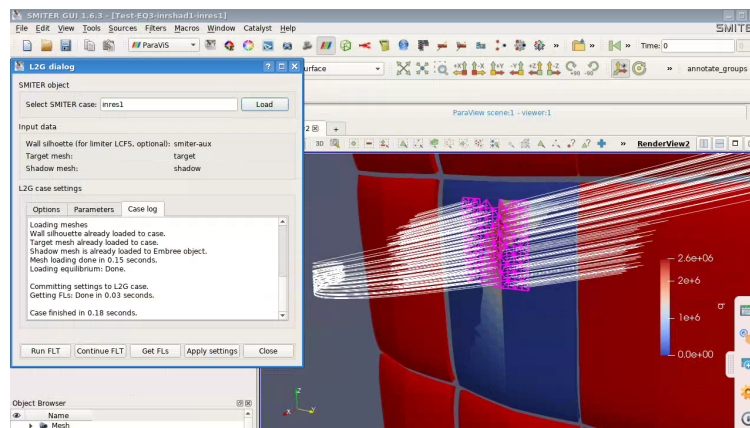 SMITER GUI 1.6.3 - [Test-EQ3-inrshad1-inres1]
File Edit View Tools Sources Filters Macros Window Catalyst Help
SMITE
ParaViS
Time: 0
L2G dialog
urface
annotate_groups
SMITER object
Select SMITER case: inres1 Load
ParaView scene:1 - viewer:1
Input data
2
Wall silhoette (for limiter LCFS, optional): smiter-aux
3D
RenderView2
Target mesh: target
Shadow mesh: shadow
L2G case settings
Options Parameters Case log
Loading meshes
Wall silhouette already loaded to case.
Target mesh already loaded to case.
Shadow mesh is already loaded to Embree object.
Mesh loading done in 0.15 seconds.
Loading equilibrium: Done.
Committing settings to L2G case.
Getting FLs: Done in 0.03 seconds.
Case finished in 0.18 seconds.
2.6e+06
2e+6
1e+6
0.0e+00
q
Run FLT Continue FLT Get FLs Apply settings Close
Object Browser
Name
Mesh
Z
X
Y